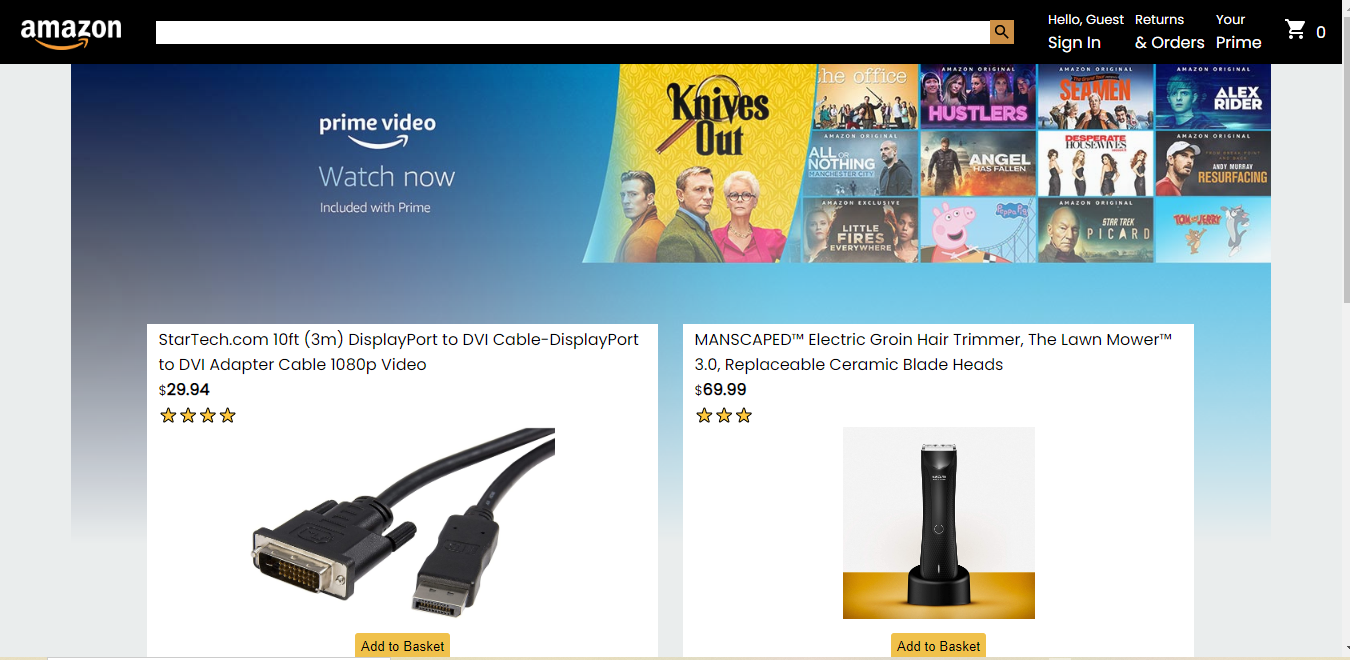 amazon
Hello, Guest
Sign In
Returns
& Orders
Your
Prime
0
prime video
Watch now
Included with Prime
Knives
Out
the office
AMAZON ORIGINAL
HUSTLERS
AMAZON ORIGINAL
SEAMEN
AMAZON ORIGINAL
ALEX
RIDER
AMAZON ORIGINAL
ALL OR
NOTHING
MANCHESTER CITY
ANGEL
HAS FALLEN
DESPERATE
HOUSEWIVES
AMAZON ORIGINAL
ANDY MURRAY
RESURFACING
AMAZON EXCLUSIVE
LITTLE
FIRES
EVERYWHERE
Peppa Pig
AMAZON ORIGINAL
STAR TREK
PICARD
TOM AND JERRY
StarTech.com 10ft (3m) DisplayPort to DVI Cable-DisplayPort
to DVI Adapter Cable 1080p Video
$29.94
MANSCAPED™ Electric Groin Hair Trimmer, The Lawn Mower™
3.0, Replaceable Ceramic Blade Heads
$69.99
Add to Basket
Add to Basket